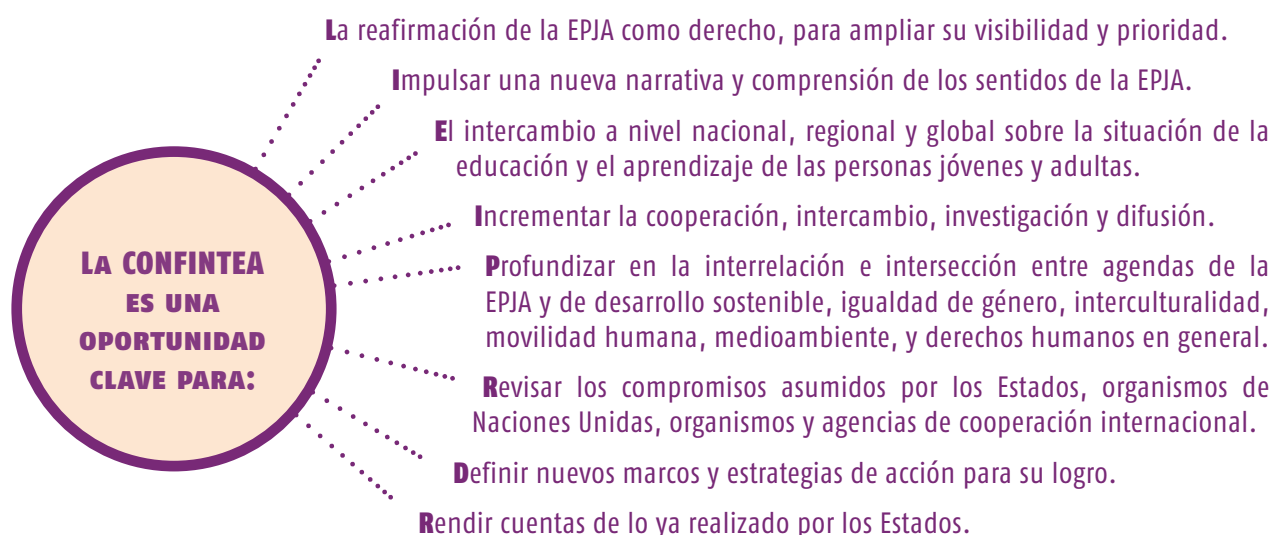 La reafirmación de la EPJA como derecho, para ampliar su visibilidad y prioridad.
Impulsar una nueva narrativa y comprensión de los sentidos de la EPJA.
El intercambio a nivel nacional, regional y global sobre la situación de la
educación y el aprendizaje de las personas jóvenes y adultas.
Incrementar la cooperación, intercambio, investigación y difusión.
LA CONFINTEA
ES UNA
OPORTUNIDAD
CLAVE PARA:
Profundizar en la interrelación e intersección entre agendas de la
EPJA y de desarrollo sostenible, igualdad de género, interculturalidad,
movilidad humana, medioambiente, y derechos humanos en general.
Revisar los compromisos asumidos por los Estados, organismos de
Naciones Unidas, organismos y agencias de cooperación internacional.
Definir nuevos marcos y estrategias de acción para su logro.
Rendir cuentas de lo ya realizado por los Estados.